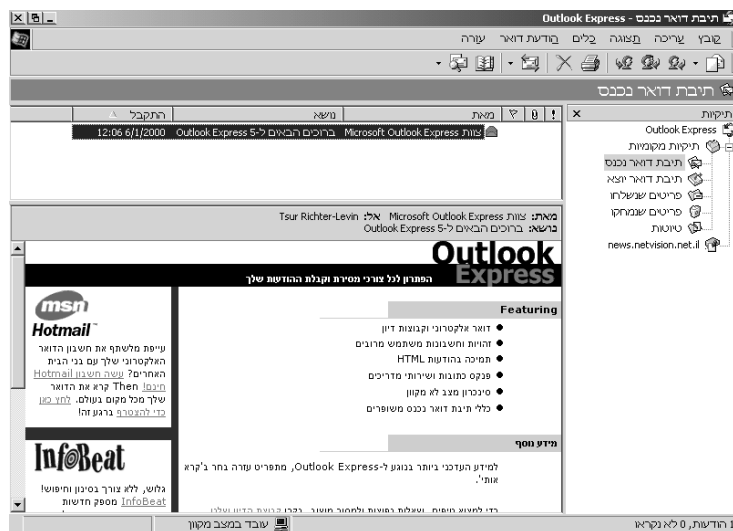 תיבת דואר נכנס - Outlook Express
קובץ עריכה תצוגה כלים הודעת דואר עזרה
תיבת דואר נכנס
תיקיות
Outlook Express
תיקיות מקומיות
תיבת דואר נכנס
תיבת דואר יוצא
פריטים שנשלחו
פריטים שנמחקו
טיוטות
news.netvision.net.il
מאת נושא התקבל
צוות Microsoft Outlook Express ברוכים הבאים ל-Outlook Express 5 12:06 6/1/2000
מאת: צוות Microsoft Outlook Express אל: Tsur Richter-Levin
נושא: ברוכים הבאים ל-Outlook Express 5
Outlook
Express
הפתרון לכל צורכי מסירת וקבלת ההודעות שלך
Featuring
דואר אלקטרוני וקבוצות דיון
זהויות וחשבונות משתמש מרובים
תמיכה בהודעות HTML
פנקס כתובות ושירותי מדריכים
סינכרון מצב לא מקוון
כללי תיבת דואר נכנס משופרים
מידע נוסף
למידע העדכני ביותר בנוגע ל-Outlook Express, מתפריט עזרה בחר ב'קרא
אותי'.
msn
Hotmail
עייפת מלשתף את חשבון הדואר
האלקטרוני שלך עם בני הבית
האחרים? עשה חשבון Hotmail
חינם! Then קרא את הדואר
שלך מכל מקום בעולם. לחץ כאן
כדי להצטרף ברגע זה!
InfoBeat
גלוש, ללא צורך בסינון וחיפוש!
InfoBeat מספק חדשות
1 הודעות, 0 לא נקראו
עובד במצב מקוון